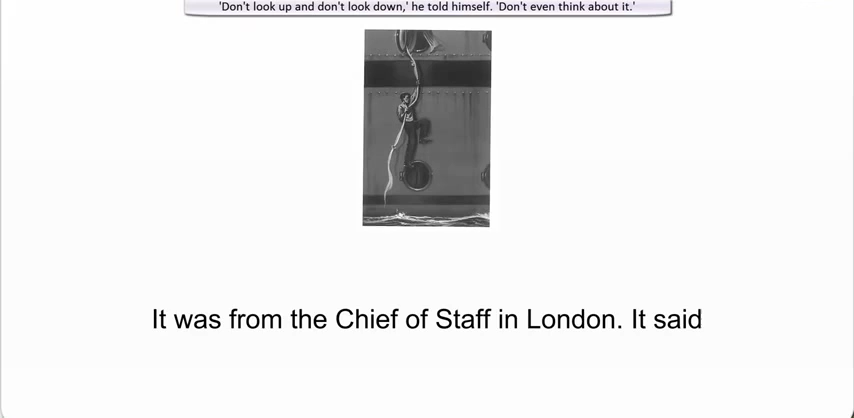 'Don't look up and don't look down,' he told himself. 'Don't even think about it.'
It was from the Chief of Staff in London. It said